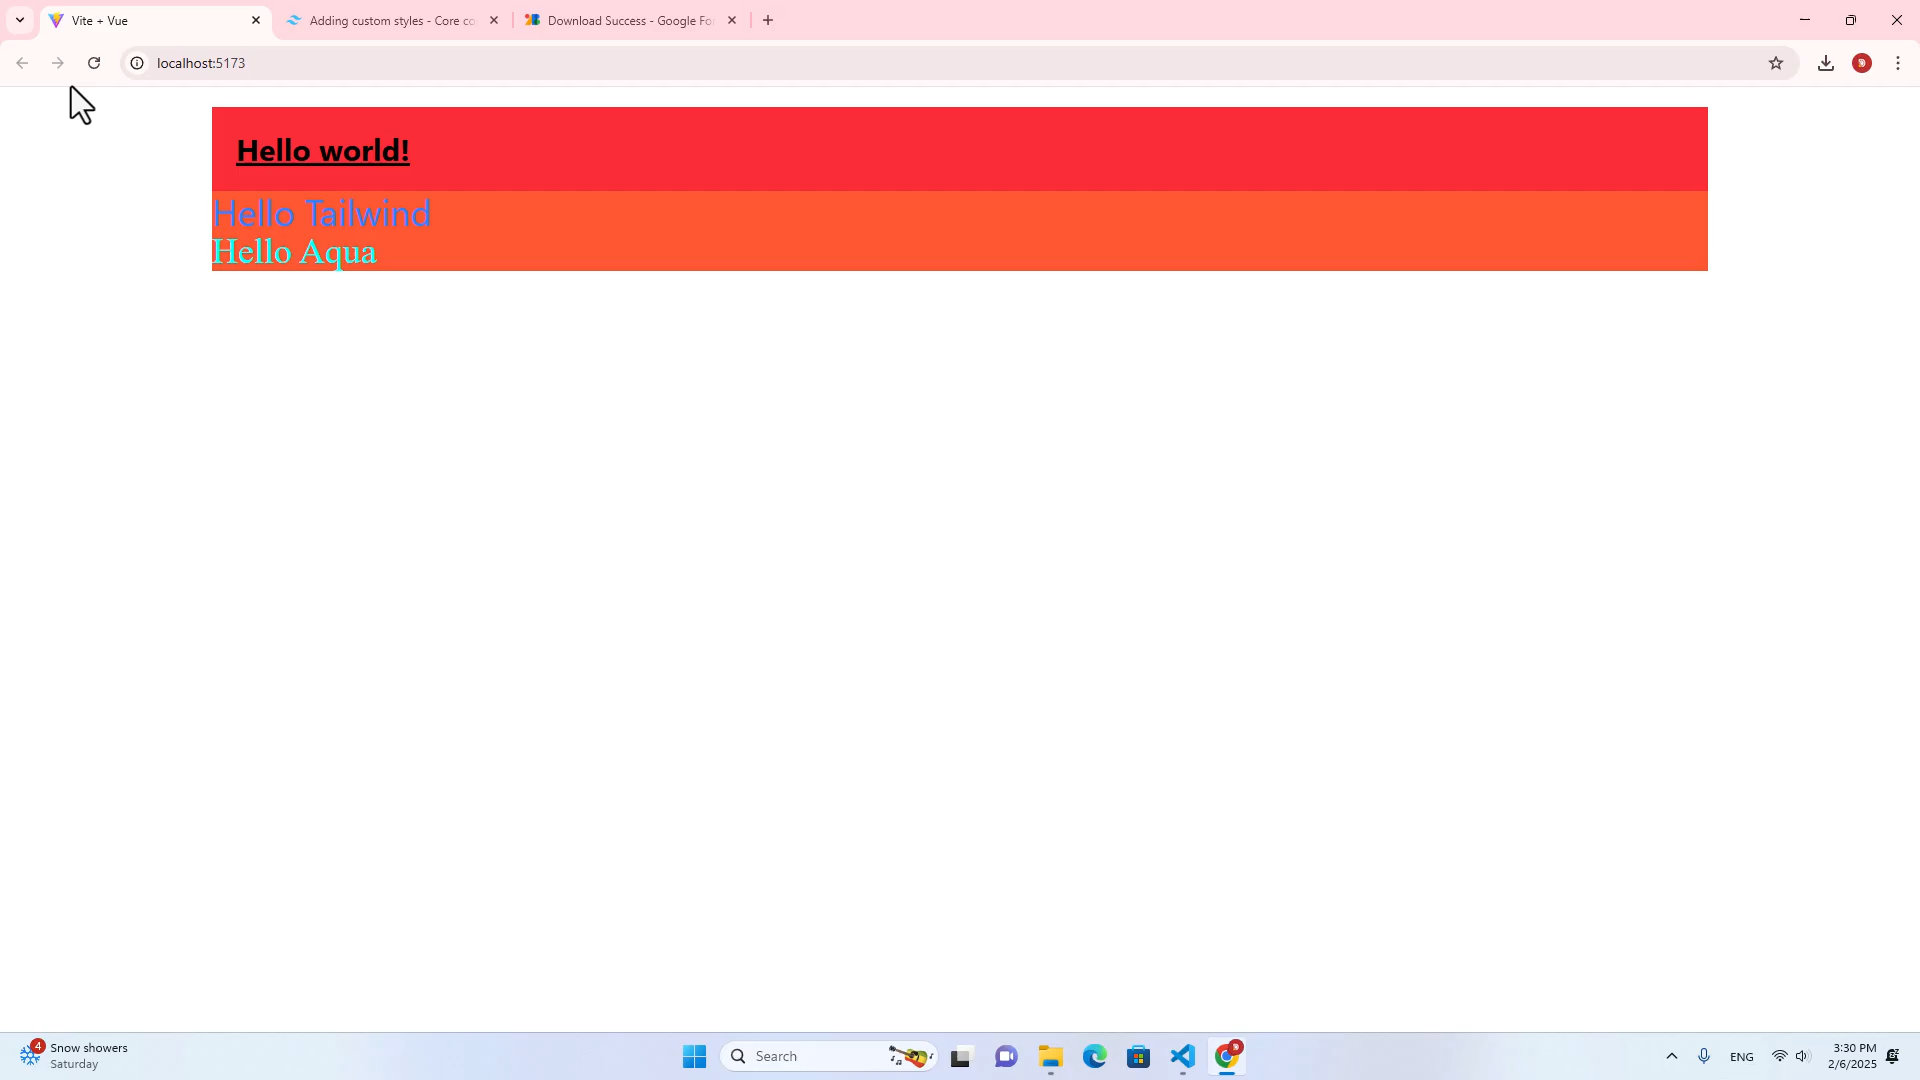 Vite + Vue
Adding custom styles - Core co
Download Success - Google Fo
localhost:5173
Hello world!
Hello Tailwind
Hello Aqua
4
Snow showers
Saturday
Search
ENG
3:30 PM
2/6/2025